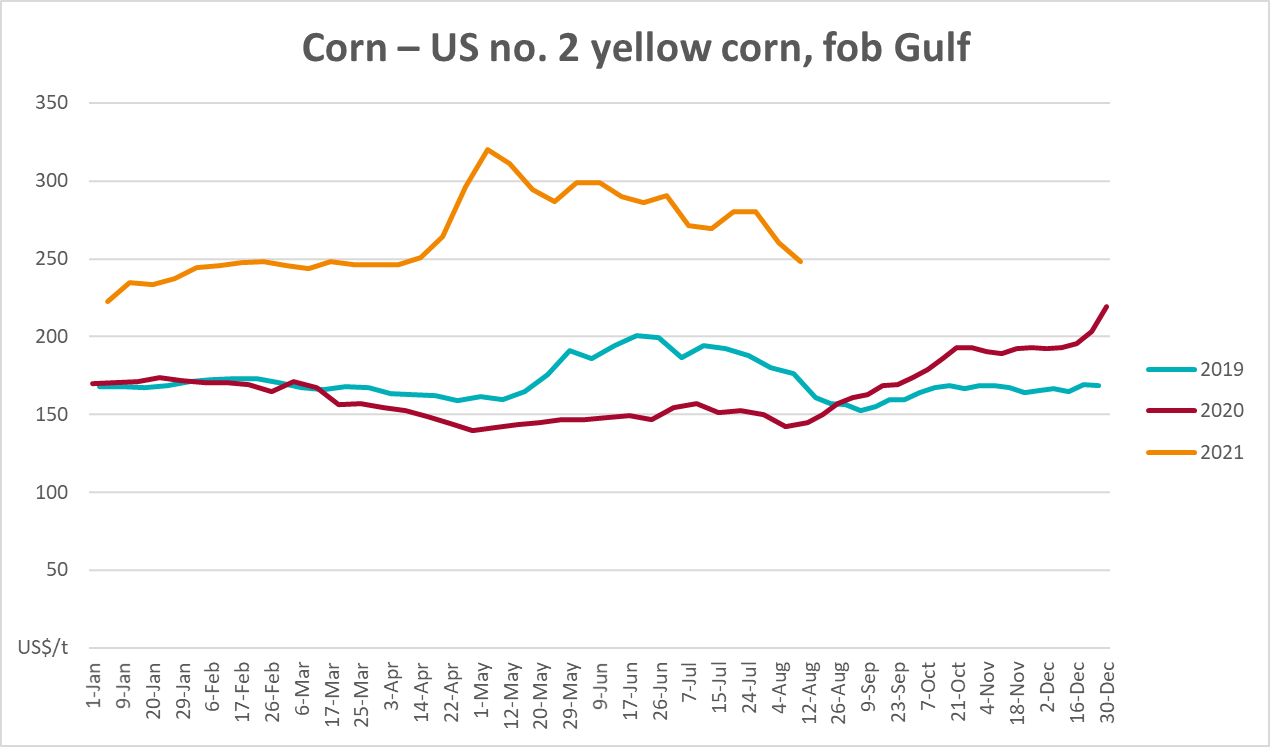 Corn – US no. 2 yellow corn, fob Gulf
350
300
250
200
150
100
50
US$/t
2019
2020
2021
1-Jan
9-Jan
20-Jan
29-Jan
6-Feb
17-Feb
26-Feb
6-Mar
17-Mar
25-Mar
3-Apr
14-Apr
22-Apr
1-May
12-May
20-May
29-May
9-Jun
17-Jun
26-Jun
7-Jul
15-Jul
24-Jul
4-Aug
12-Aug
26-Aug
9-Sep
23-Sep
7-Oct
21-Oct
4-Nov
18-Nov
2-Dec
16-Dec
30-Dec